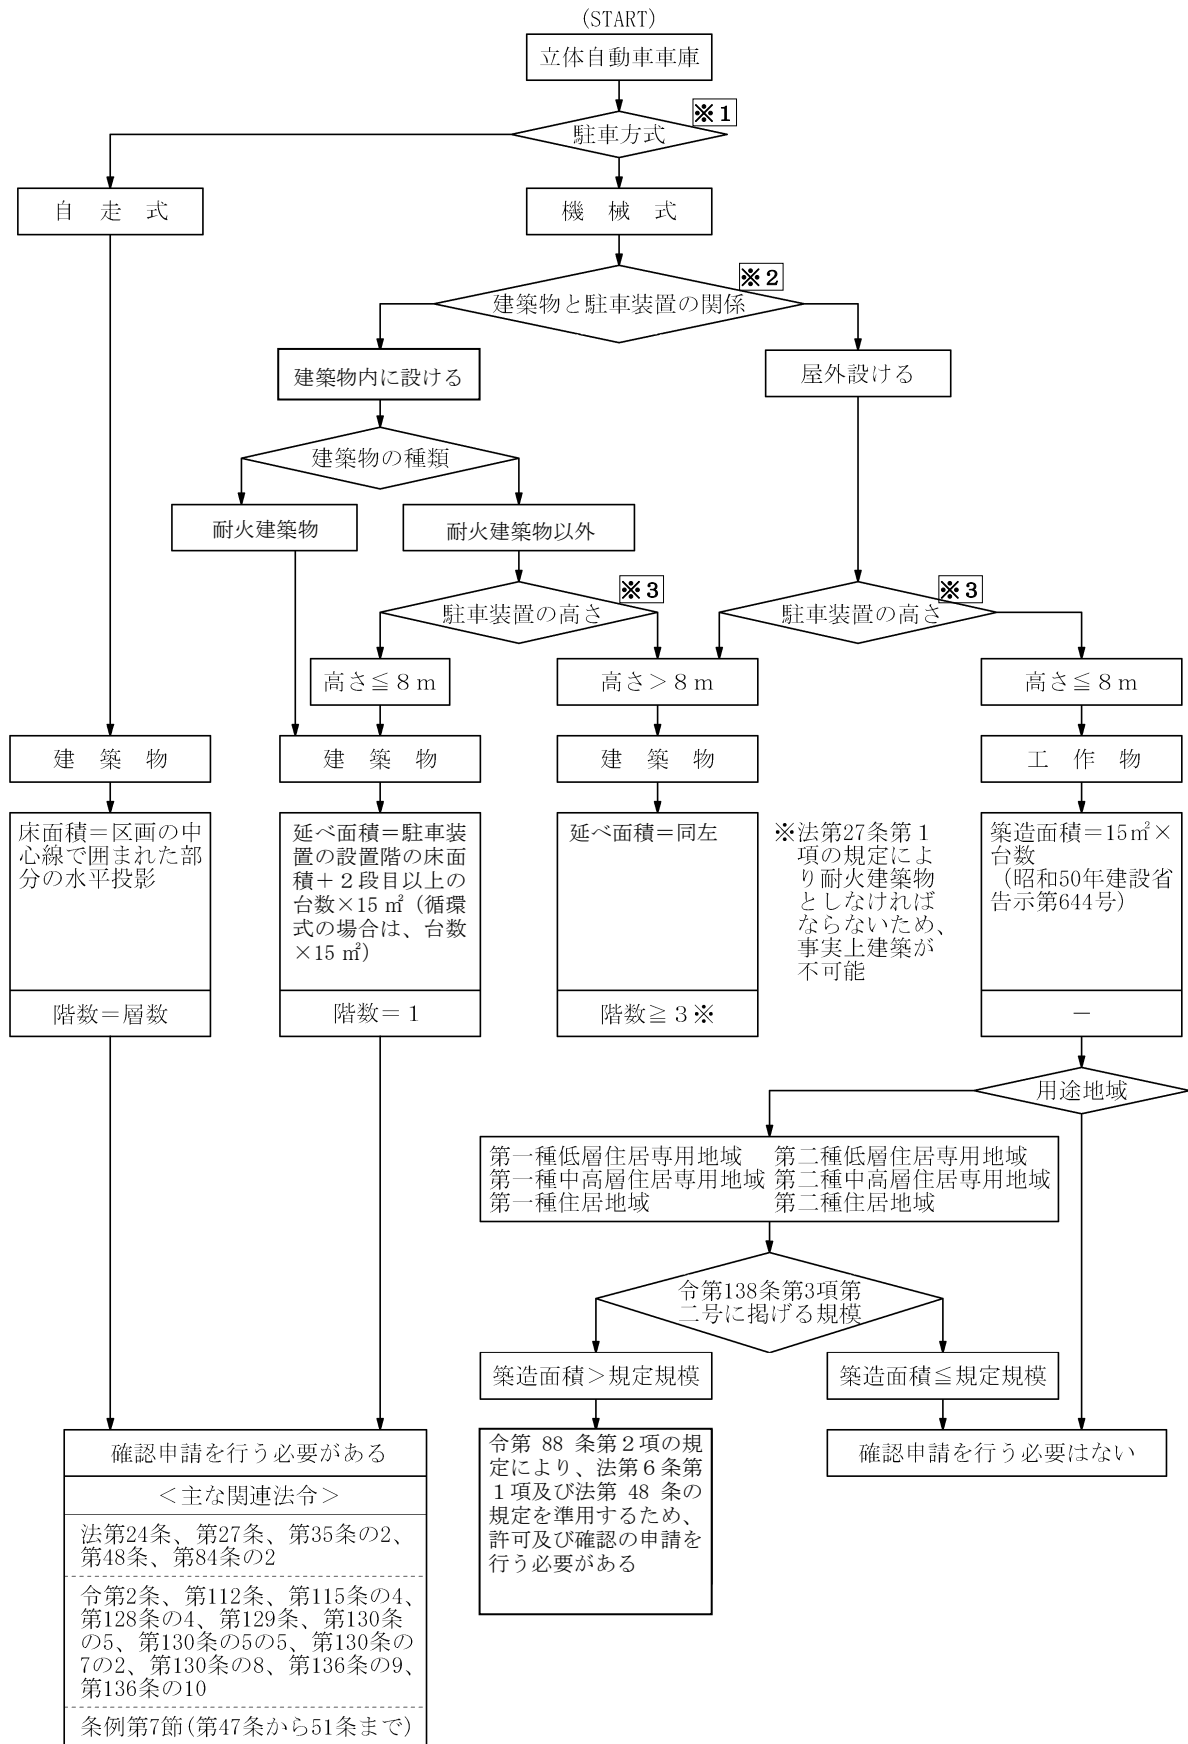 (START)
立体自動車車庫
※1
駐車方式
自　走　式
機　械　式
※2
建築物と駐車装置の関係
建築物内に設ける
屋外設ける
建築物の種類
耐火建築物
耐火建築物以外
※3
駐車装置の高さ
※3
駐車装置の高さ
高さ≦８ｍ
高さ＞８ｍ
高さ≦８ｍ
建　築　物
建　築　物
建　築　物
工　作　物
床面積＝区画の中
心線で囲まれた部
分の水平投影
階数＝層数
延べ面積＝駐車装
置の設置階の床面
積＋２段目以上の
台数×15 ㎡（循環
式の場合は、台数
×15 ㎡）
階数＝１
延べ面積＝同左
階数≧３※
※法第27条第１
項の規定によ
り耐火建築物
としなければ
ならないため、
事実上建築が
不可能
築造面積＝15㎡×
台数
（昭和50年建設省
告示第644号）
－
用途地域
第一種低層住居専用地域　第二種低層住居専用地域
第一種中高層住居専用地域 第二種中高層住居専用地域
第一種住居地域　第二種住居地域
令第138条第3項第
二号に掲げる規模
築造面積＞規定規模
築造面積≦規定規模
確認申請を行う必要がある
＜主な関連法令＞
法第24条、第27条、第35条の2、
第48条、第84条の2
令第2条、第112条、第115条の4、
第128条の4、第129条、第130条
の5、第130条の5の5、第130条の
7の2、第130条の8、第136条の9、
第136条の10
条例第7節(第47条から51条まで)
令第 88 条第２項の規
定により、法第６条第
１項及び法第 48 条の
規定を準用するため、
許可及び確認の申請を
行う必要がある
確認申請を行う必要はない